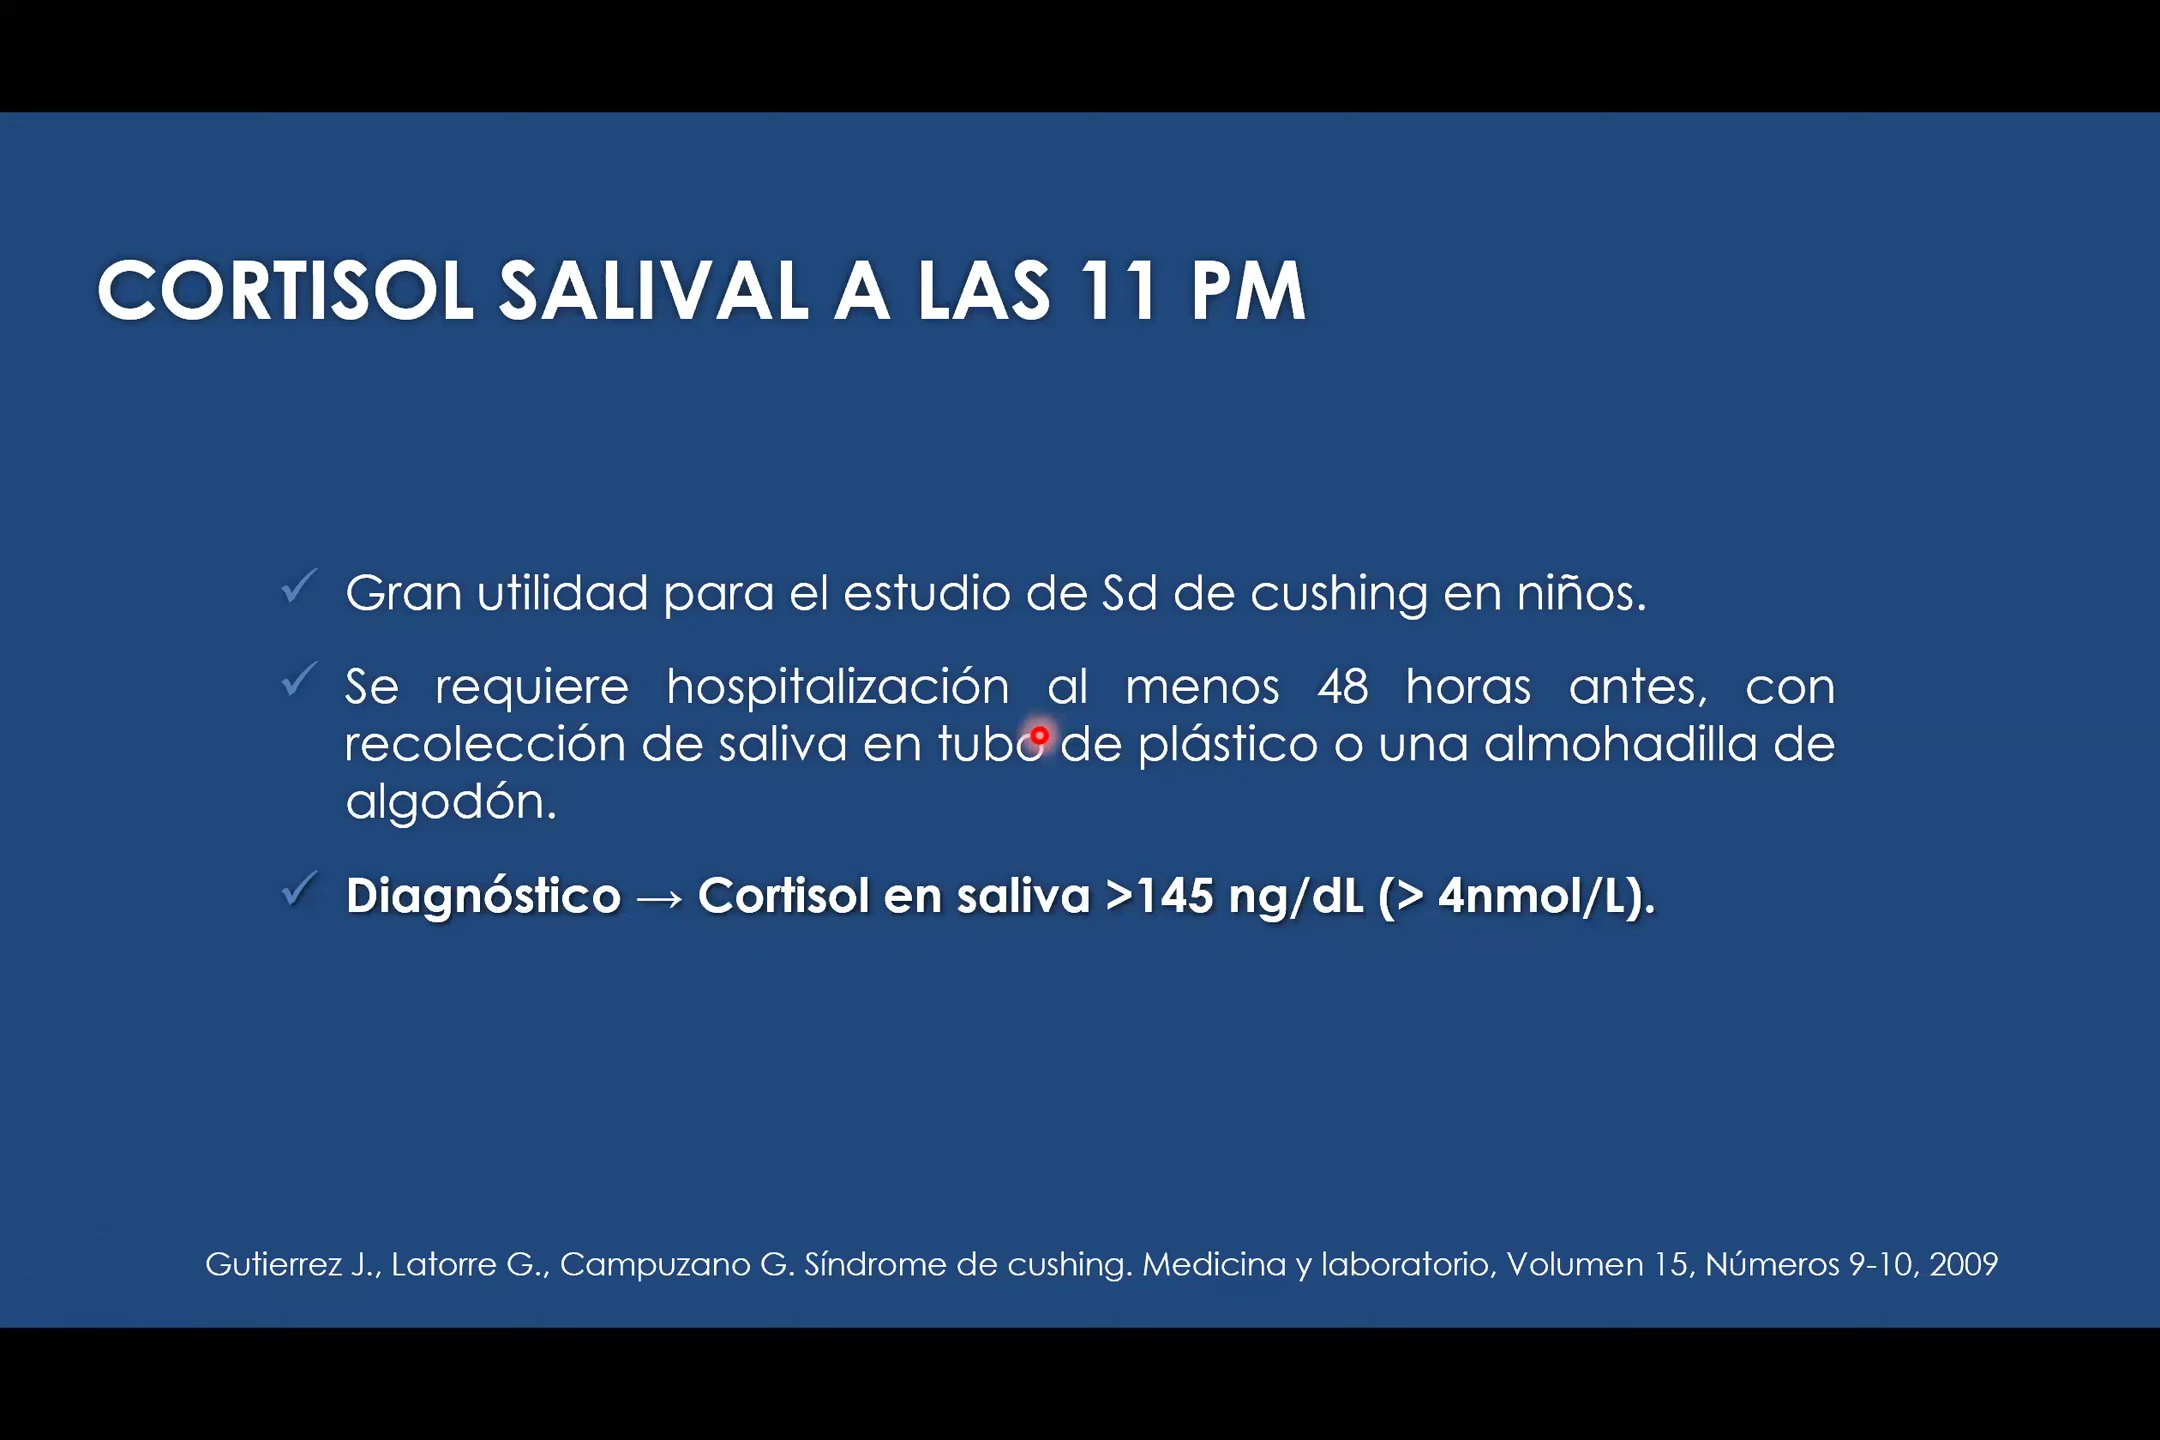 CORTISOL SALIVAL A LAS 11 PM
✓ Gran utilidad para el estudio de Sd de cushing en niños.
✓ Se requiere hospitalización al menos 48 horas antes, con
recolección de saliva en tubo de plástico o una almohadilla de
algodón.
✓ Diagnóstico → Cortisol en saliva >145 ng/dL (> 4nmol/L).
Gutierrez J., Latorre G., Campuzano G. Síndrome de cushing. Medicina y laboratorio, Volumen 15, Números 9-10, 2009